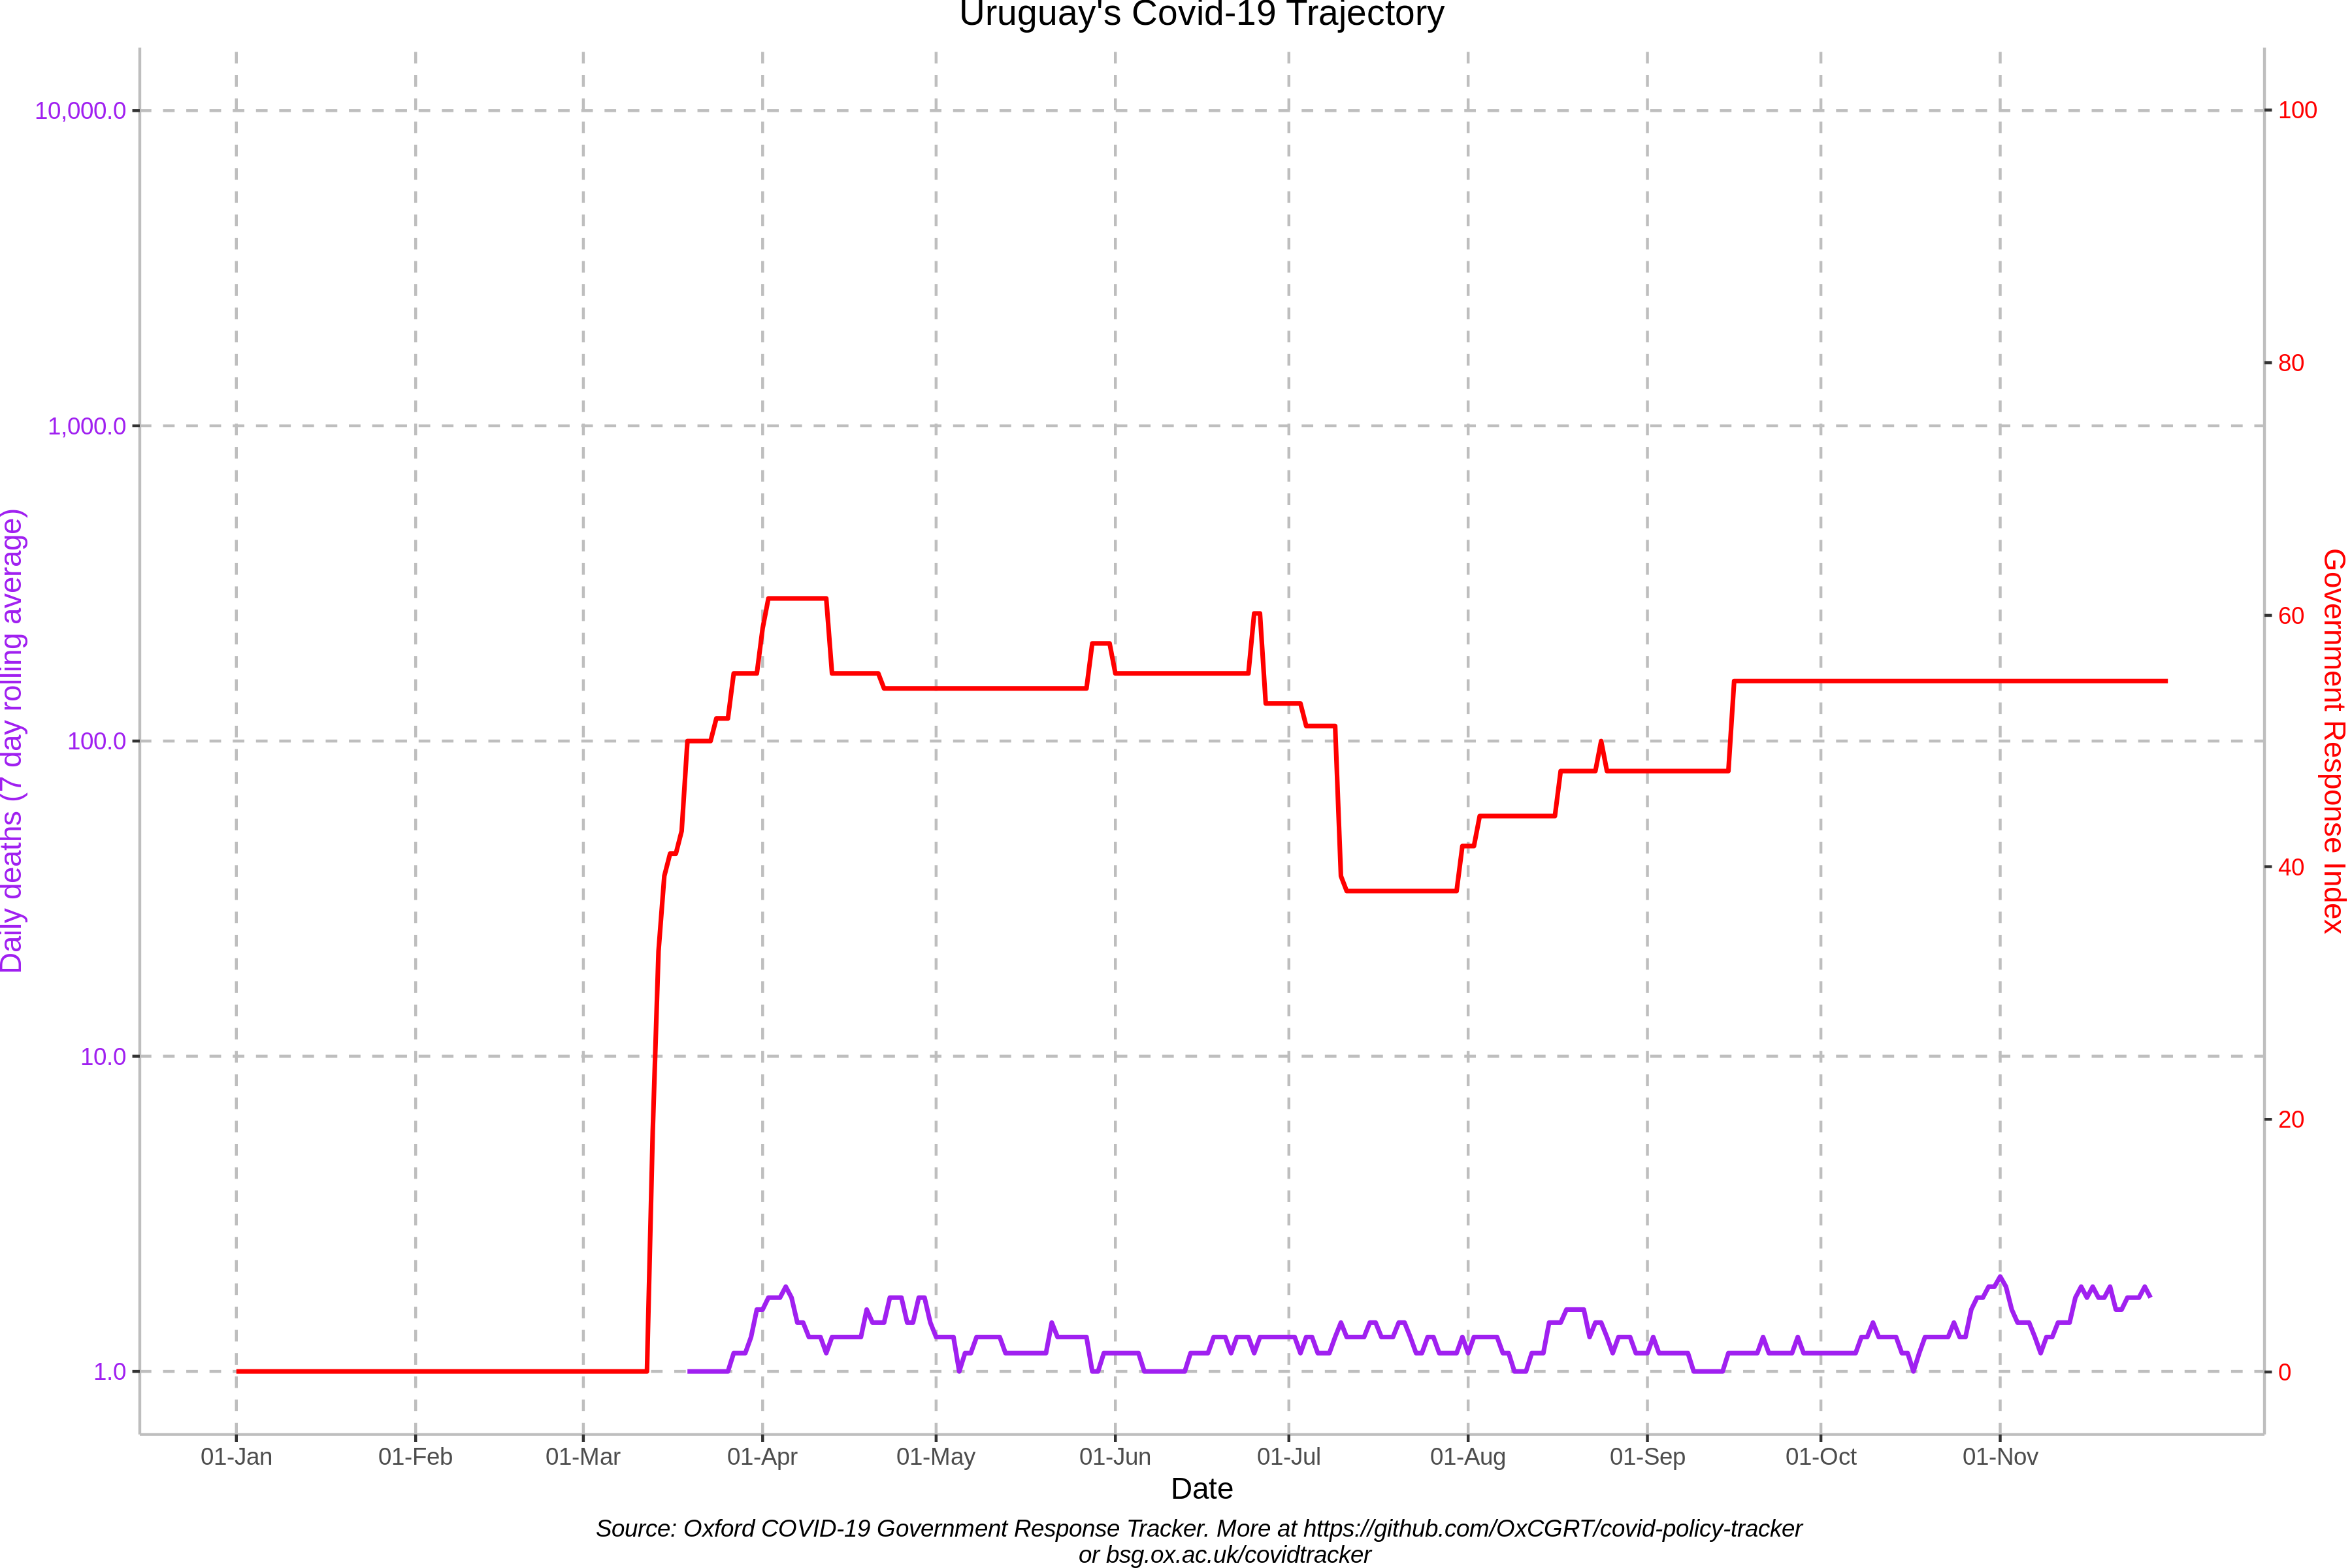 Uruguay's Covid-19 Trajectory
10,000.0
1,000.0
100.0
10.0
1.0
Daily deaths (7 day rolling average)
100
80
60
40
20
0
Government Response Index
01-Jan
01-Feb
01-Mar
01-Apr
01-May
01-Jun
01-Jul
01-Aug
01-Sep
01-Oct
01-Nov
Date
Source: Oxford COVID-19 Government Response Tracker. More at https://github.com/OxCGRT/covid-policy-tracker
or bsg.ox.ac.uk/covidtracker